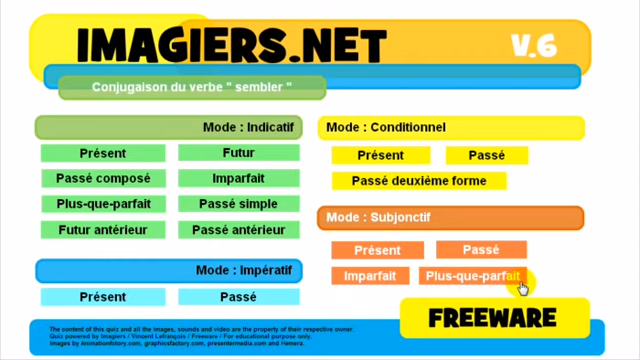 IMAGIERS.NET
V.6
Conjugaison du verbe " sembler "
Mode : Indicatif
Présent
Futur
Passé composé
Imparfait
Plus-que-parfait
Passé simple
Futur antérieur
Passé antérieur
Mode : Impératif
Présent
Passé
Mode : Conditionnel
Présent
Passé
Passé deuxième forme
Mode : Subjonctif
Présent
Passé
Imparfait
Plus-que-parfait
FREEWARE
The content of this quiz and all the images, sounds and video are the property of their respective owner.
Quiz powered by Imagiers / Vincent Lefrançois / Freeware / For educational purpose only.
Images by Animationfctory.com, graphicsfactory.com, presentermedia.com and Hemera.